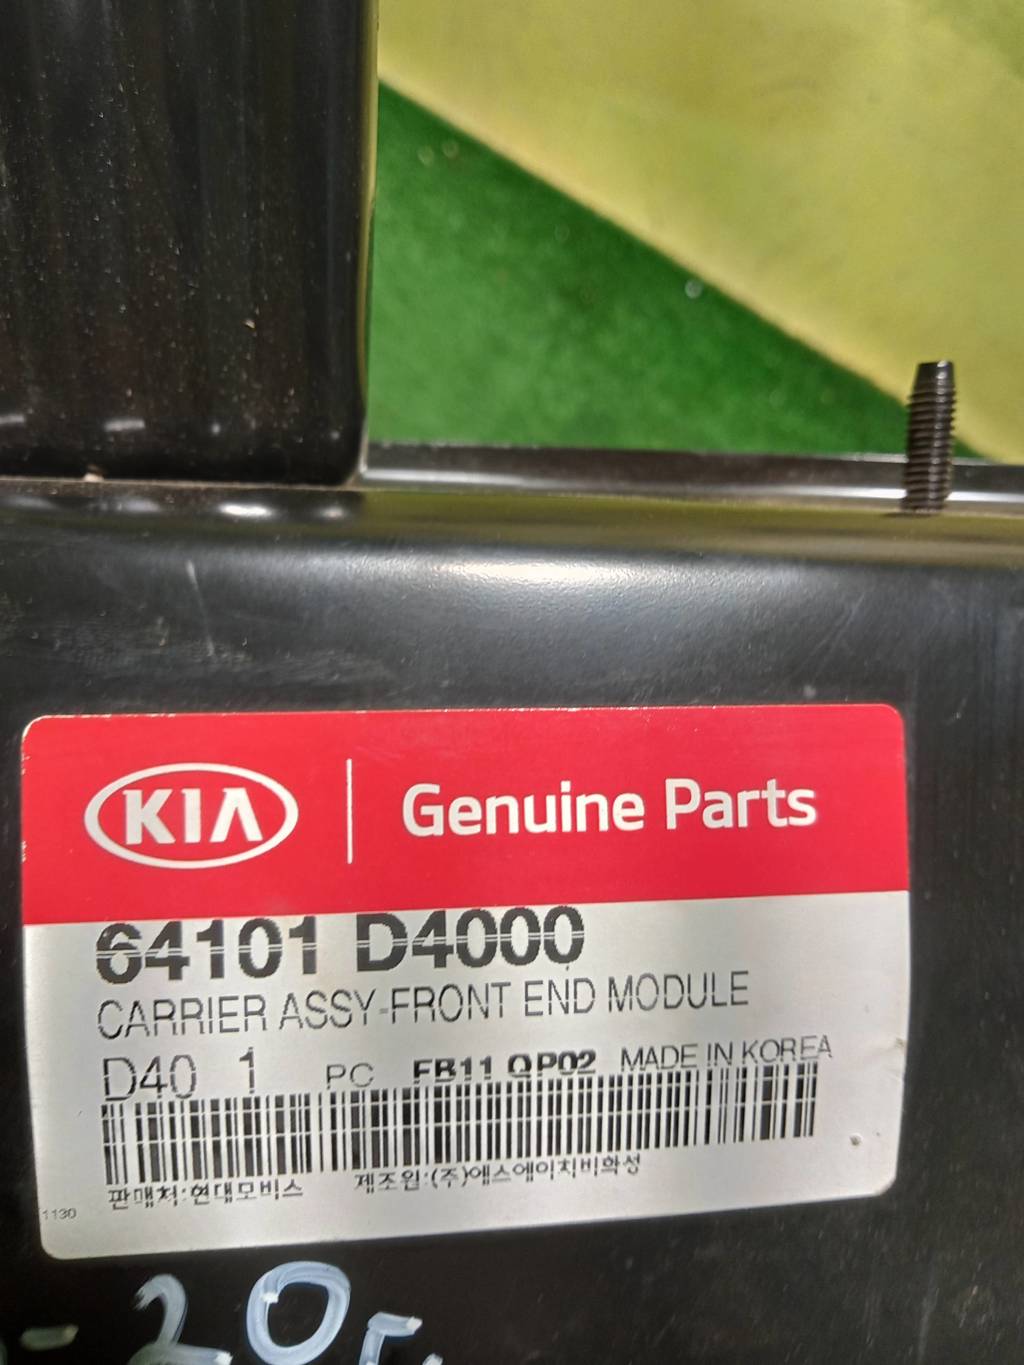 KIA Genuine Parts
64101 D4000
CARRIER ASSY-FRONT END MODULE
D40 1 PC FB11 QP02 MADE IN KOREA
판매처:현대모비스 제조원:(주)에스에이치비화성
1130
-20